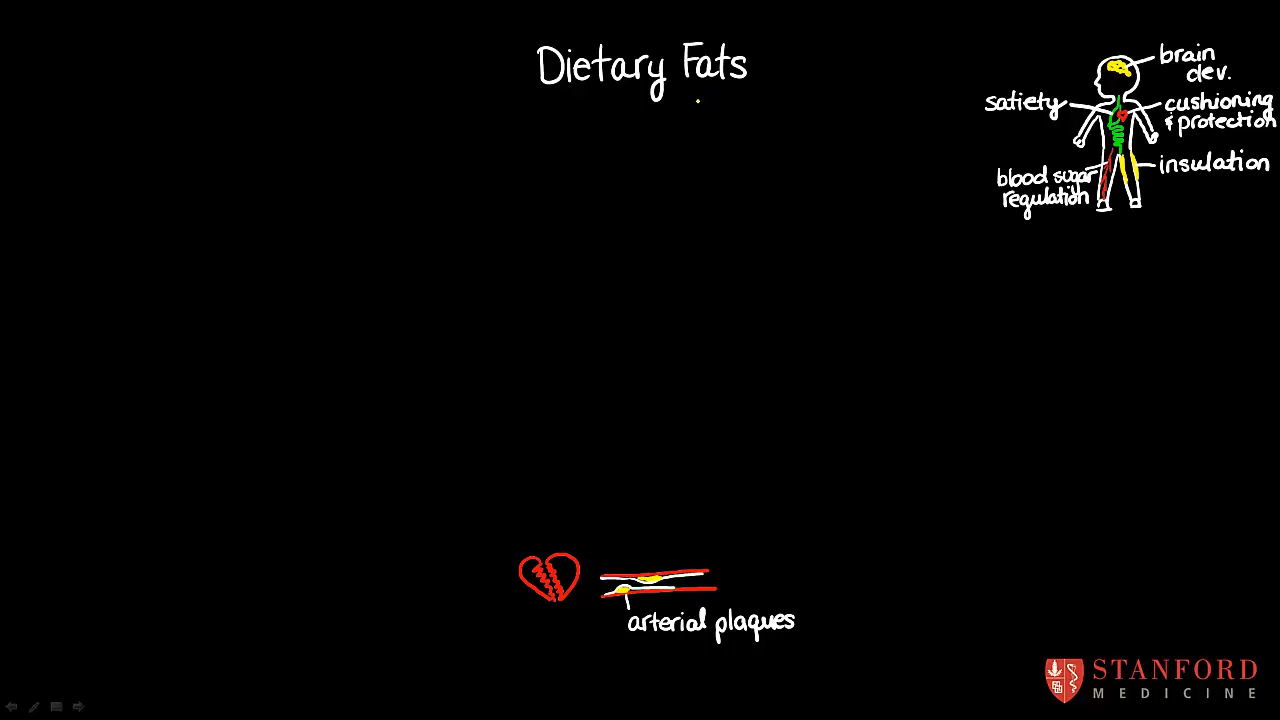 Dietary Fats
brain
dev.
satiety
cushioning
& protection
insulation
blood sugar
regulation
arterial plaques
STANFORD
MEDICINE